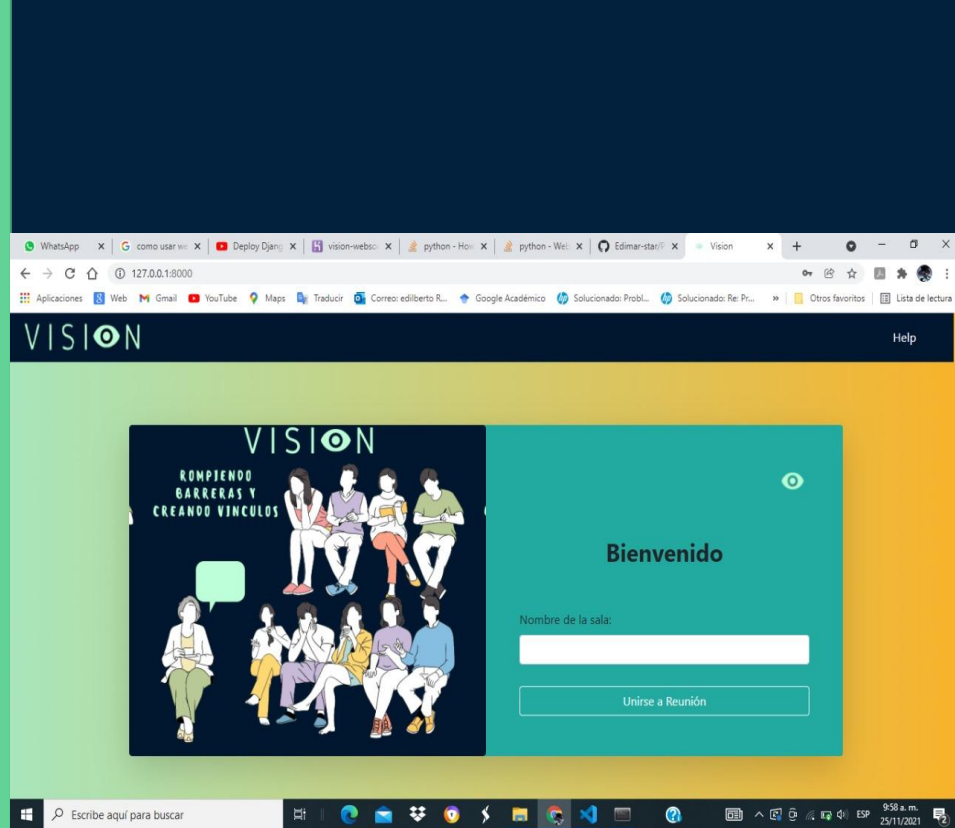 WhatsApp
como usar we
Deploy Djang
vision-websoc
python - How
python - Web
Edimar-star/
Vision
127.0.0.1:8000
Aplicaciones
Web
Gmail
YouTube
Maps
Traducir
Correo: edilberto R...
Google Académico
Solucionado: Probl...
Solucionado: Re: Pr...
»
Otros favoritos
Lista de lectura
VISION
Help
VISION
ROMPIENDO
BARRERAS Y
CREANDO VINCULOS
Bienvenido
Nombre de la sala:
Unirse a Reunión
Escribe aquí para buscar
ESP
9:58 a. m.
25/11/2021
2